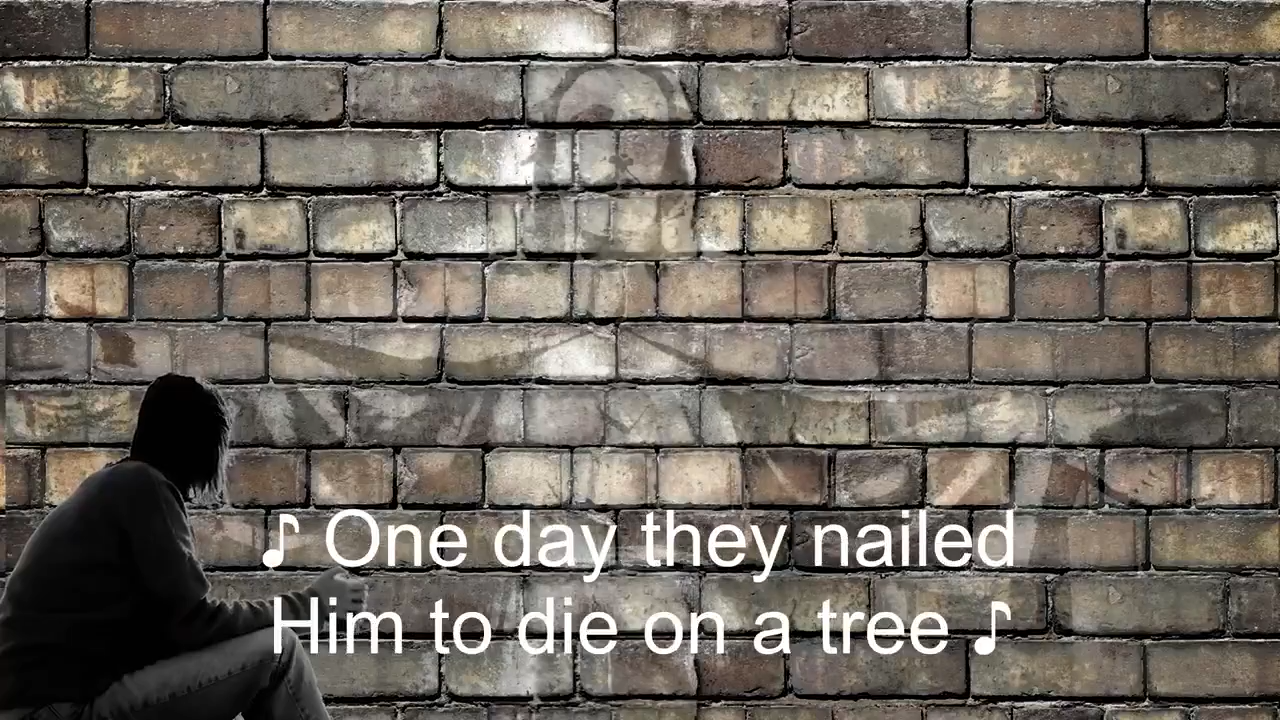 ♪ One day they nailed
Him to die on a tree ♪